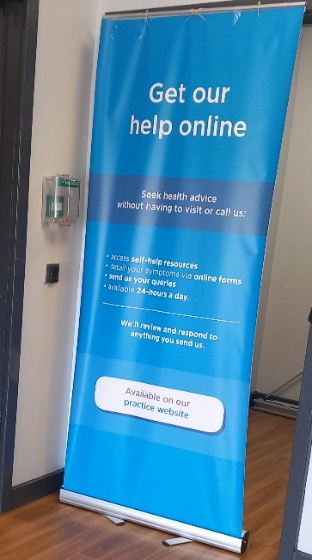 Get our
help online
Seek health advice
without having to visit or call us:
• access self-help resources
• detail your symptoms via online forms
• send us your queries
• available 24-hours a day.
We'll review and respond to
anything you send us.
Available on our
practice website